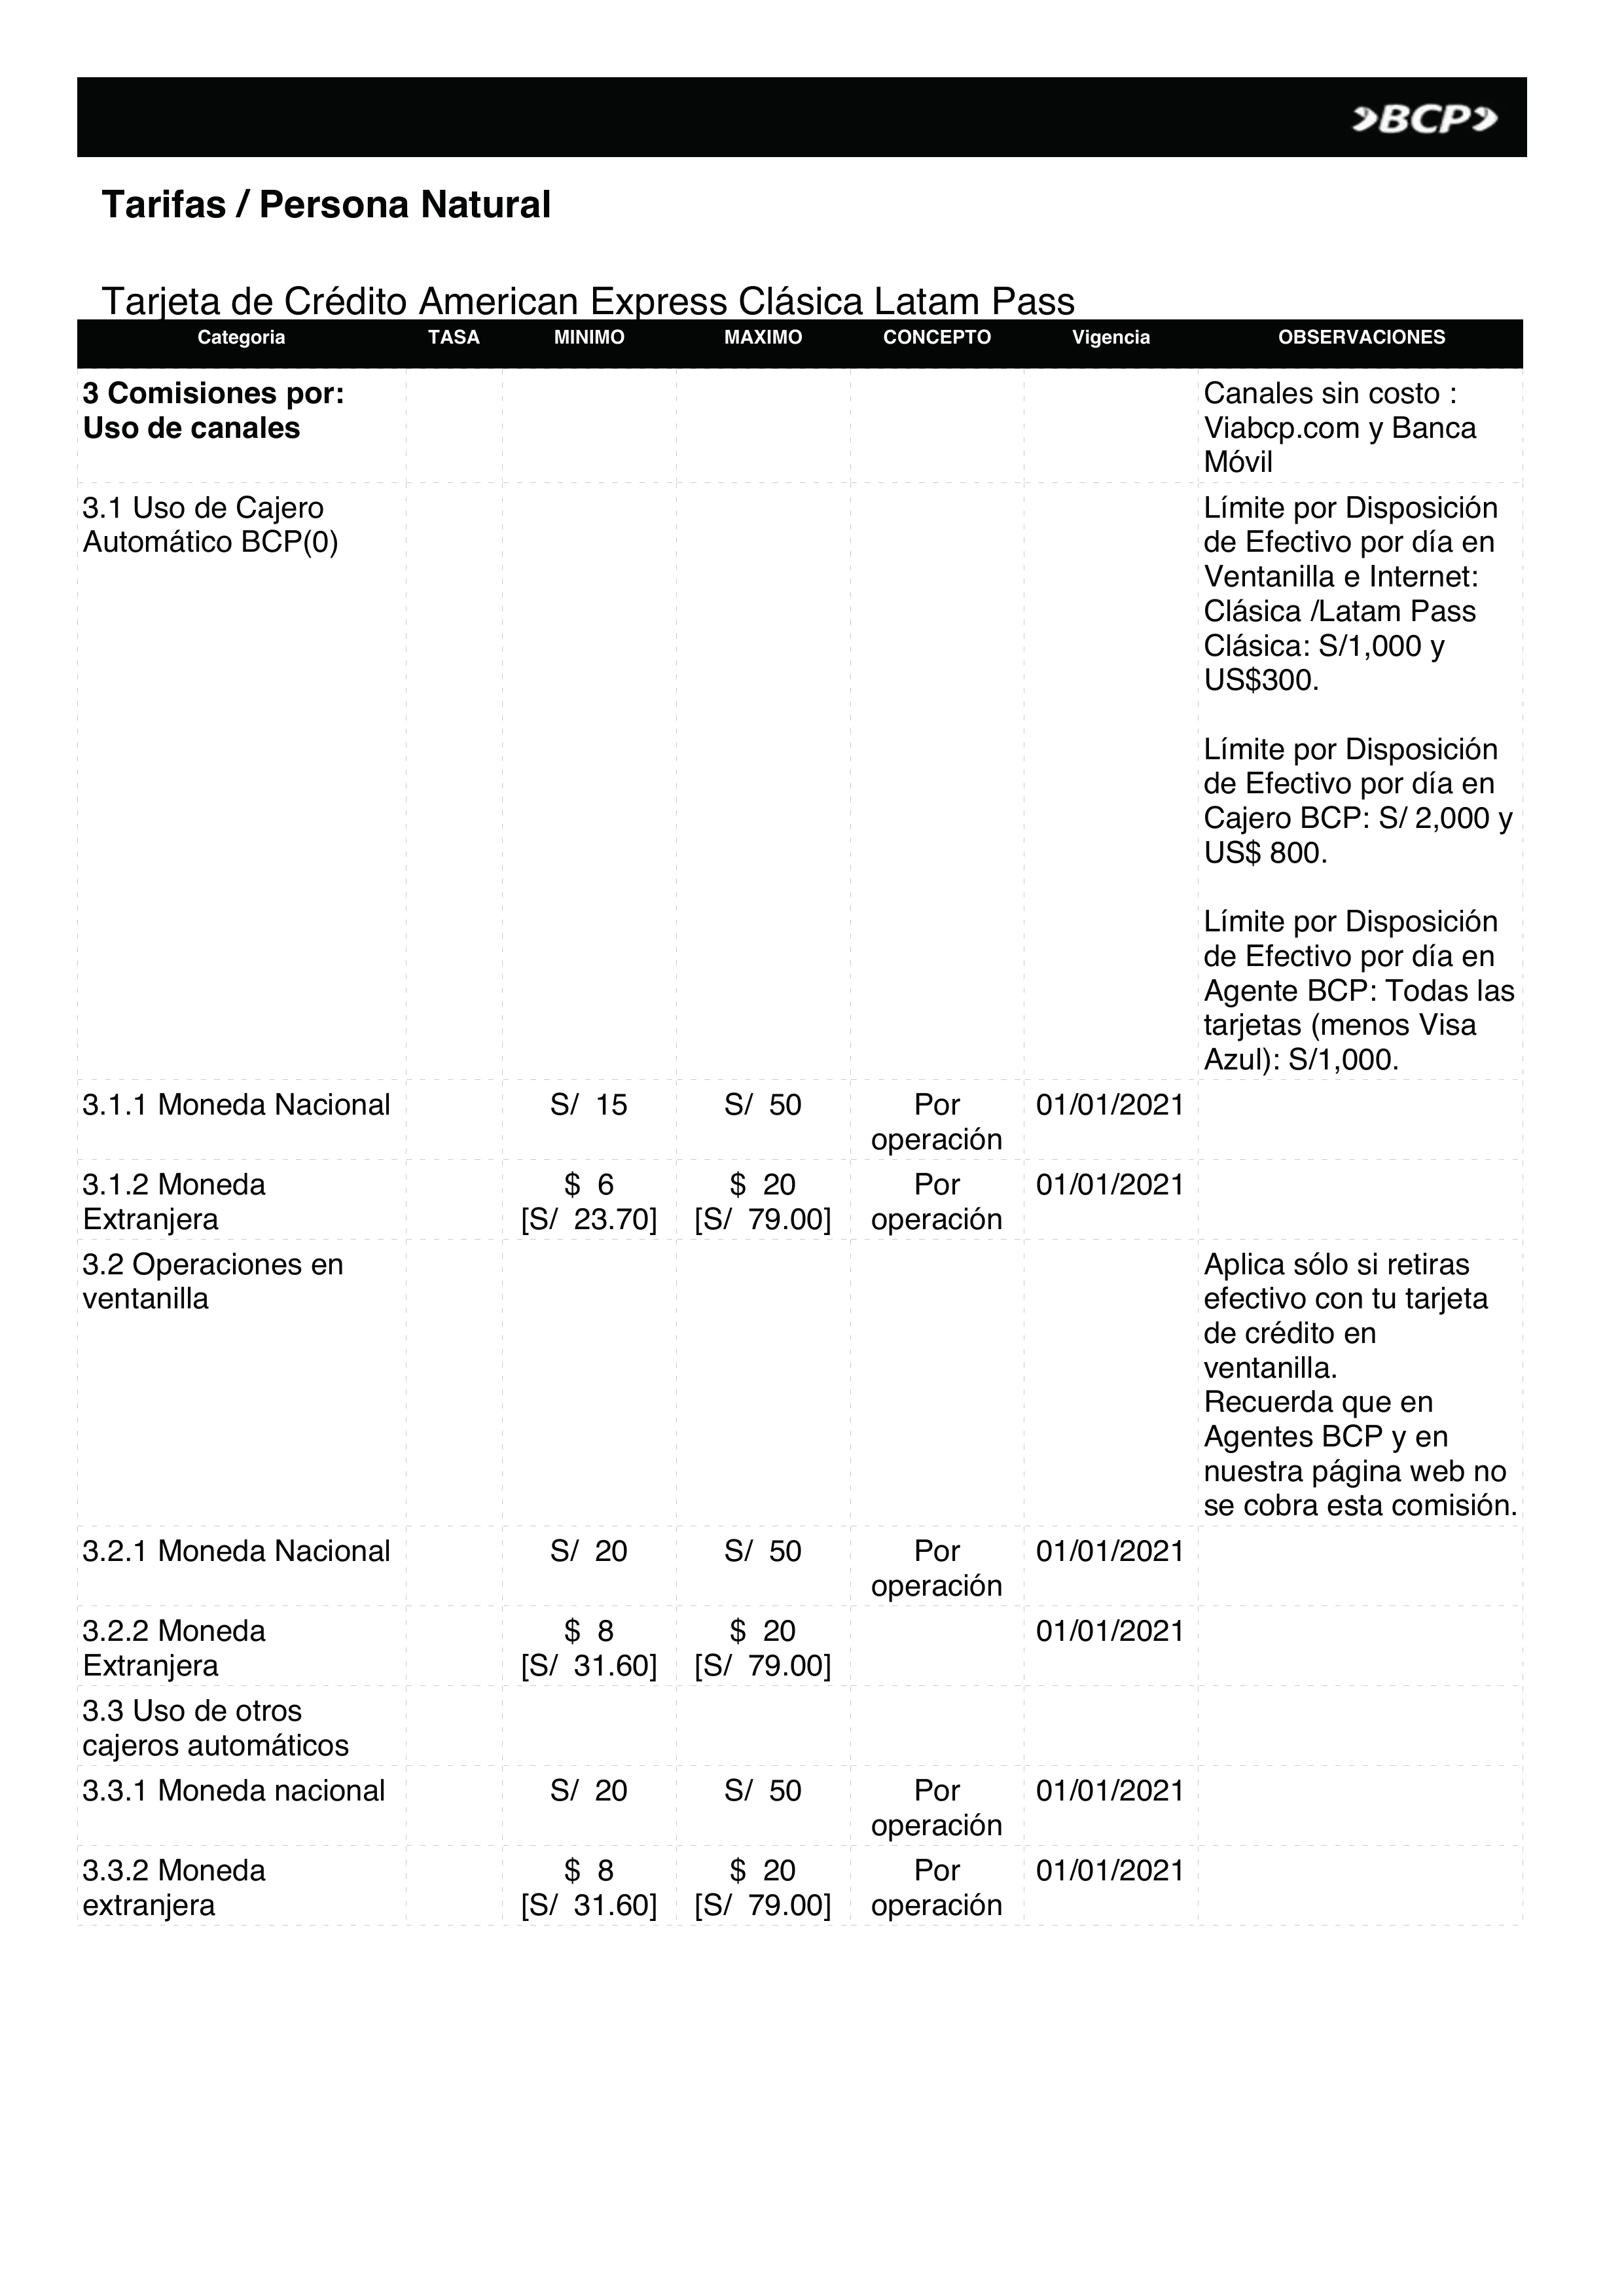 BCP
Tarifas / Persona Natural
Tarjeta de Crédito American Express Clásica Latam Pass
Categoria TASA MINIMO MAXIMO CONCEPTO Vigencia OBSERVACIONES
3 Comisiones por:
Uso de canales
Canales sin costo :
Viabcp.com y Banca
Móvil
3.1 Uso de Cajero
Automático BCP(0)
Límite por Disposición
de Efectivo por día en
Ventanilla e Internet:
Clásica /Latam Pass
Clásica: S/1,000 y
US$300.
Límite por Disposición
de Efectivo por día en
Cajero BCP: S/ 2,000 y
US$ 800.
Límite por Disposición
de Efectivo por día en
Agente BCP: Todas las
tarjetas (menos Visa
Azul): S/1,000.
3.1.1 Moneda Nacional S/ 15 S/ 50 Por 01/01/2021
operación
3.1.2 Moneda $ 6 $ 20 Por 01/01/2021
Extranjera [S/ 23.70] [S/ 79.00] operación
3.2 Operaciones en
ventanilla
Aplica sólo si retiras
efectivo con tu tarjeta
de crédito en
ventanilla.
Recuerda que en
Agentes BCP y en
nuestra página web no
se cobra esta comisión.
3.2.1 Moneda Nacional S/ 20 S/ 50 Por 01/01/2021
operación
3.2.2 Moneda $ 8 $ 20 01/01/2021
Extranjera [S/ 31.60] [S/ 79.00]
3.3 Uso de otros
cajeros automáticos
3.3.1 Moneda nacional S/ 20 S/ 50 Por 01/01/2021
operación
3.3.2 Moneda $ 8 $ 20 Por 01/01/2021
extranjera [S/ 31.60] [S/ 79.00] operación